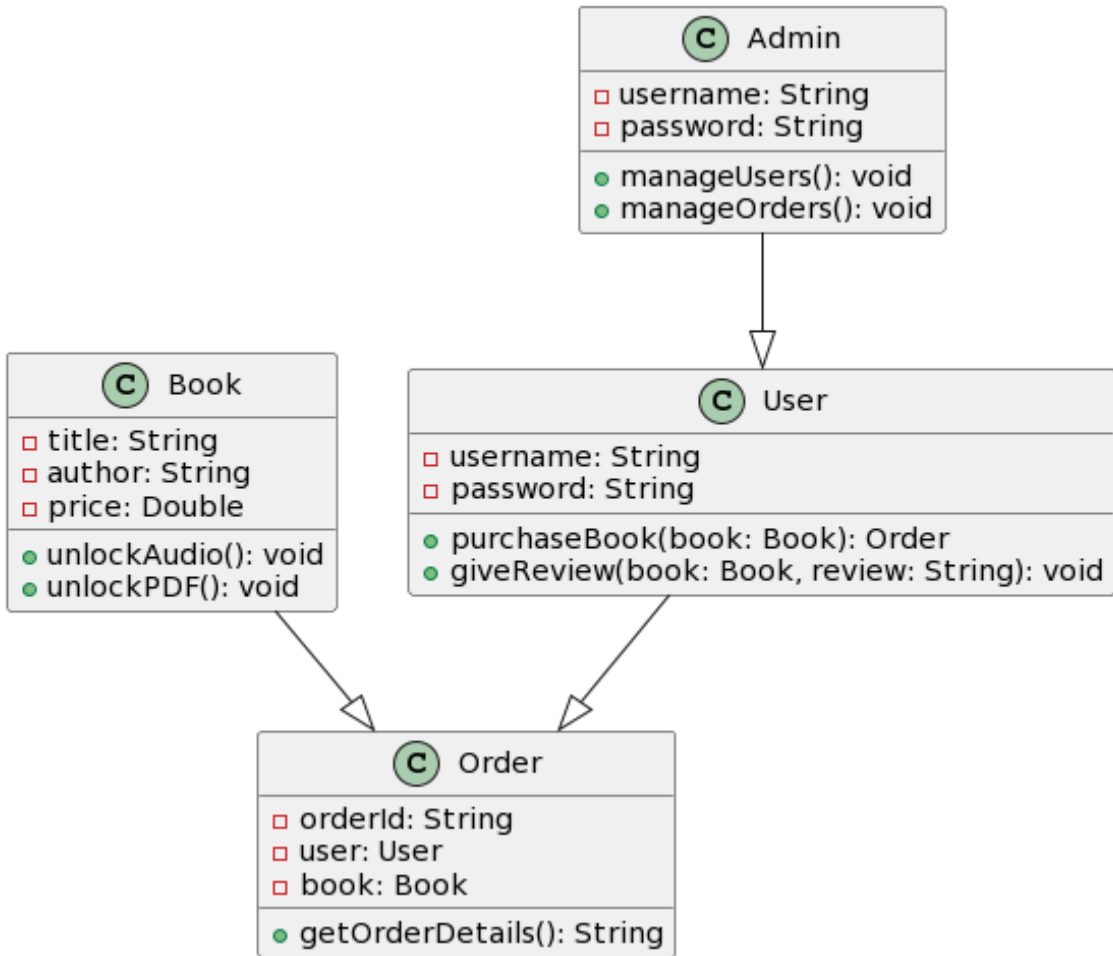 C Admin
username: String
password: String
manageUsers(): void
manageOrders(): void
C Book
title: String
author: String
price: Double
unlockAudio(): void
unlockPDF(): void
C User
username: String
password: String
purchaseBook(book: Book): Order
giveReview(book: Book, review: String): void
C Order
orderId: String
user: User
book: Book
getOrderDetails(): String